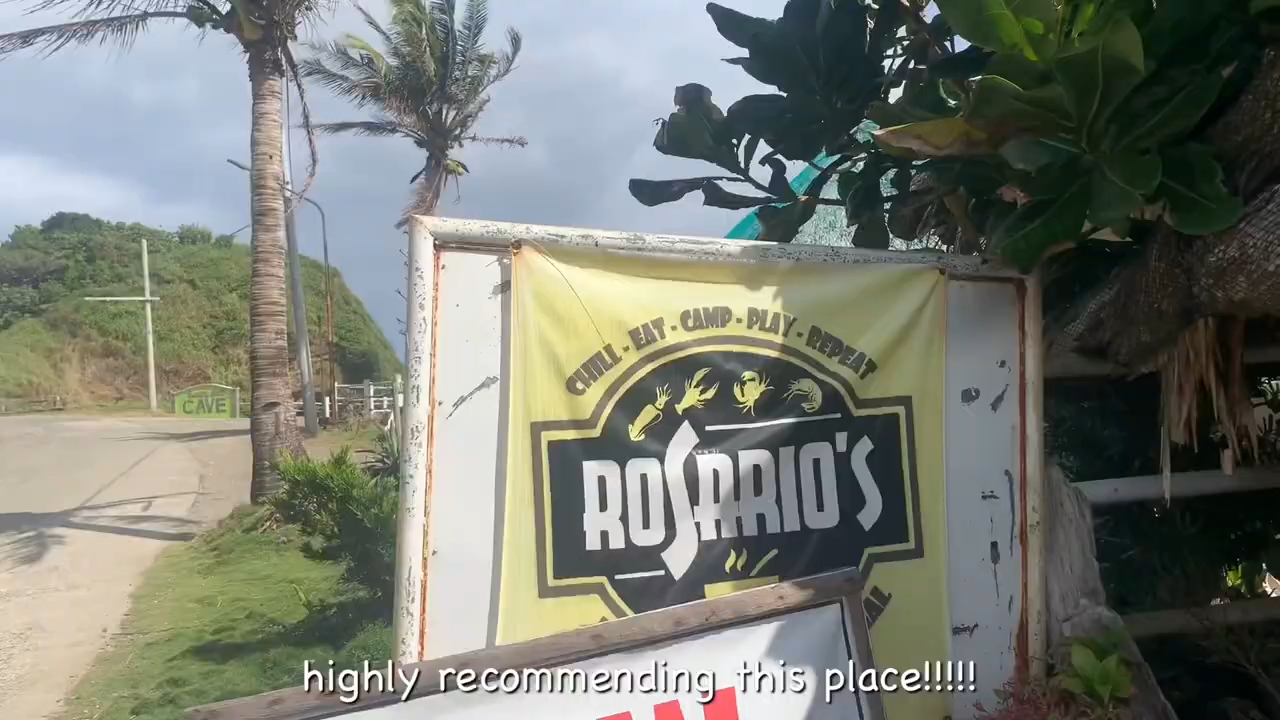 CHILL - EAT - CAMP - PLAY - REPEAT
ROSARIO'S
CAVE
highly recommending this place!!!!!